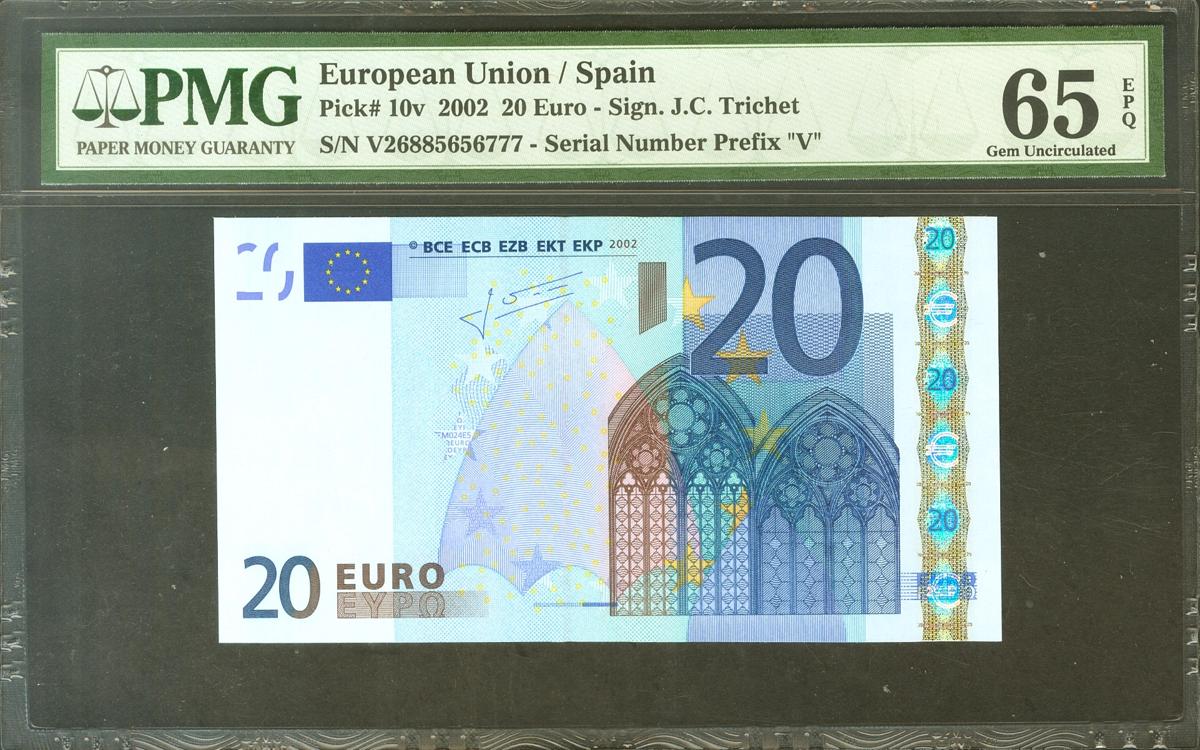 PMG
PAPER MONEY GUARANTY
European Union / Spain
Pick# 10v 2002 20 Euro - Sign. J.C. Trichet
S/N V26885656777 - Serial Number Prefix "V"
65
EPQ
Gem Uncirculated
© BCE ECB EZB EKT EKP 2002
20
20
20
20
M024E5
20 EURO
ΕΥΡΩ